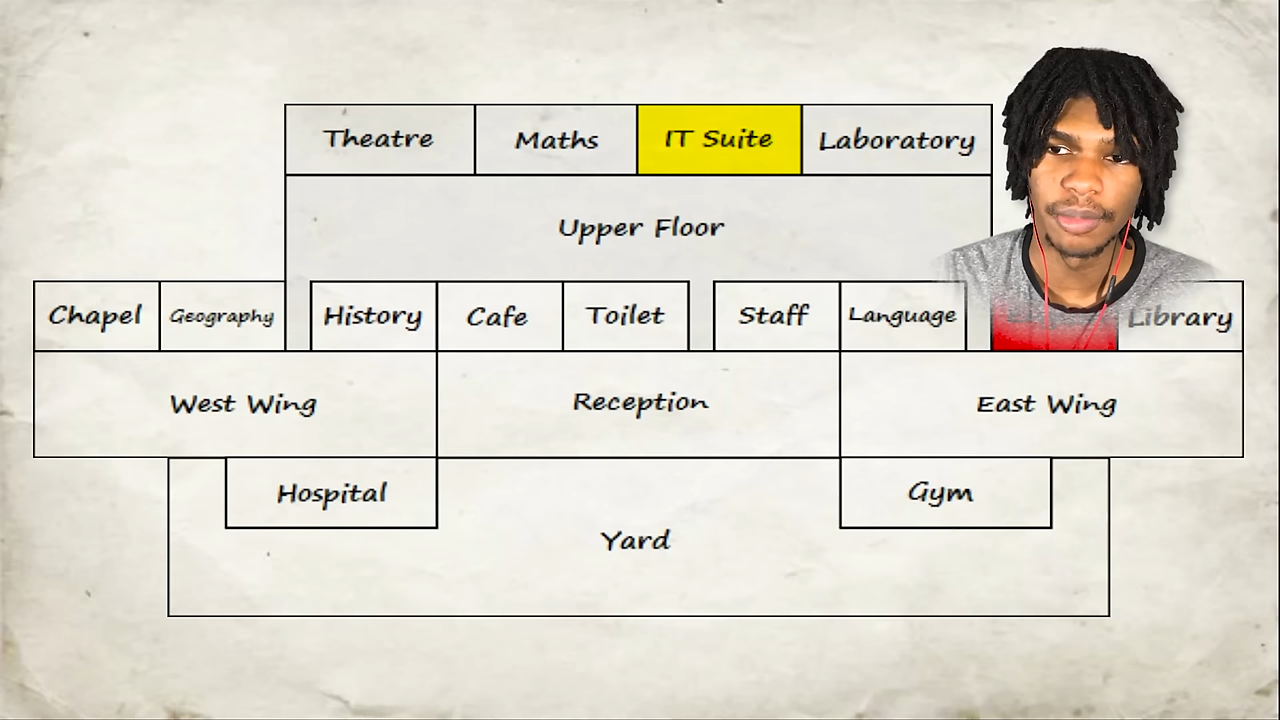 Theatre
Maths
IT Suite
Laboratory
Upper Floor
Chapel
Geography
History
Cafe
Toilet
Staff
Language
Library
West Wing
Reception
East Wing
Hospital
Gym
Yard